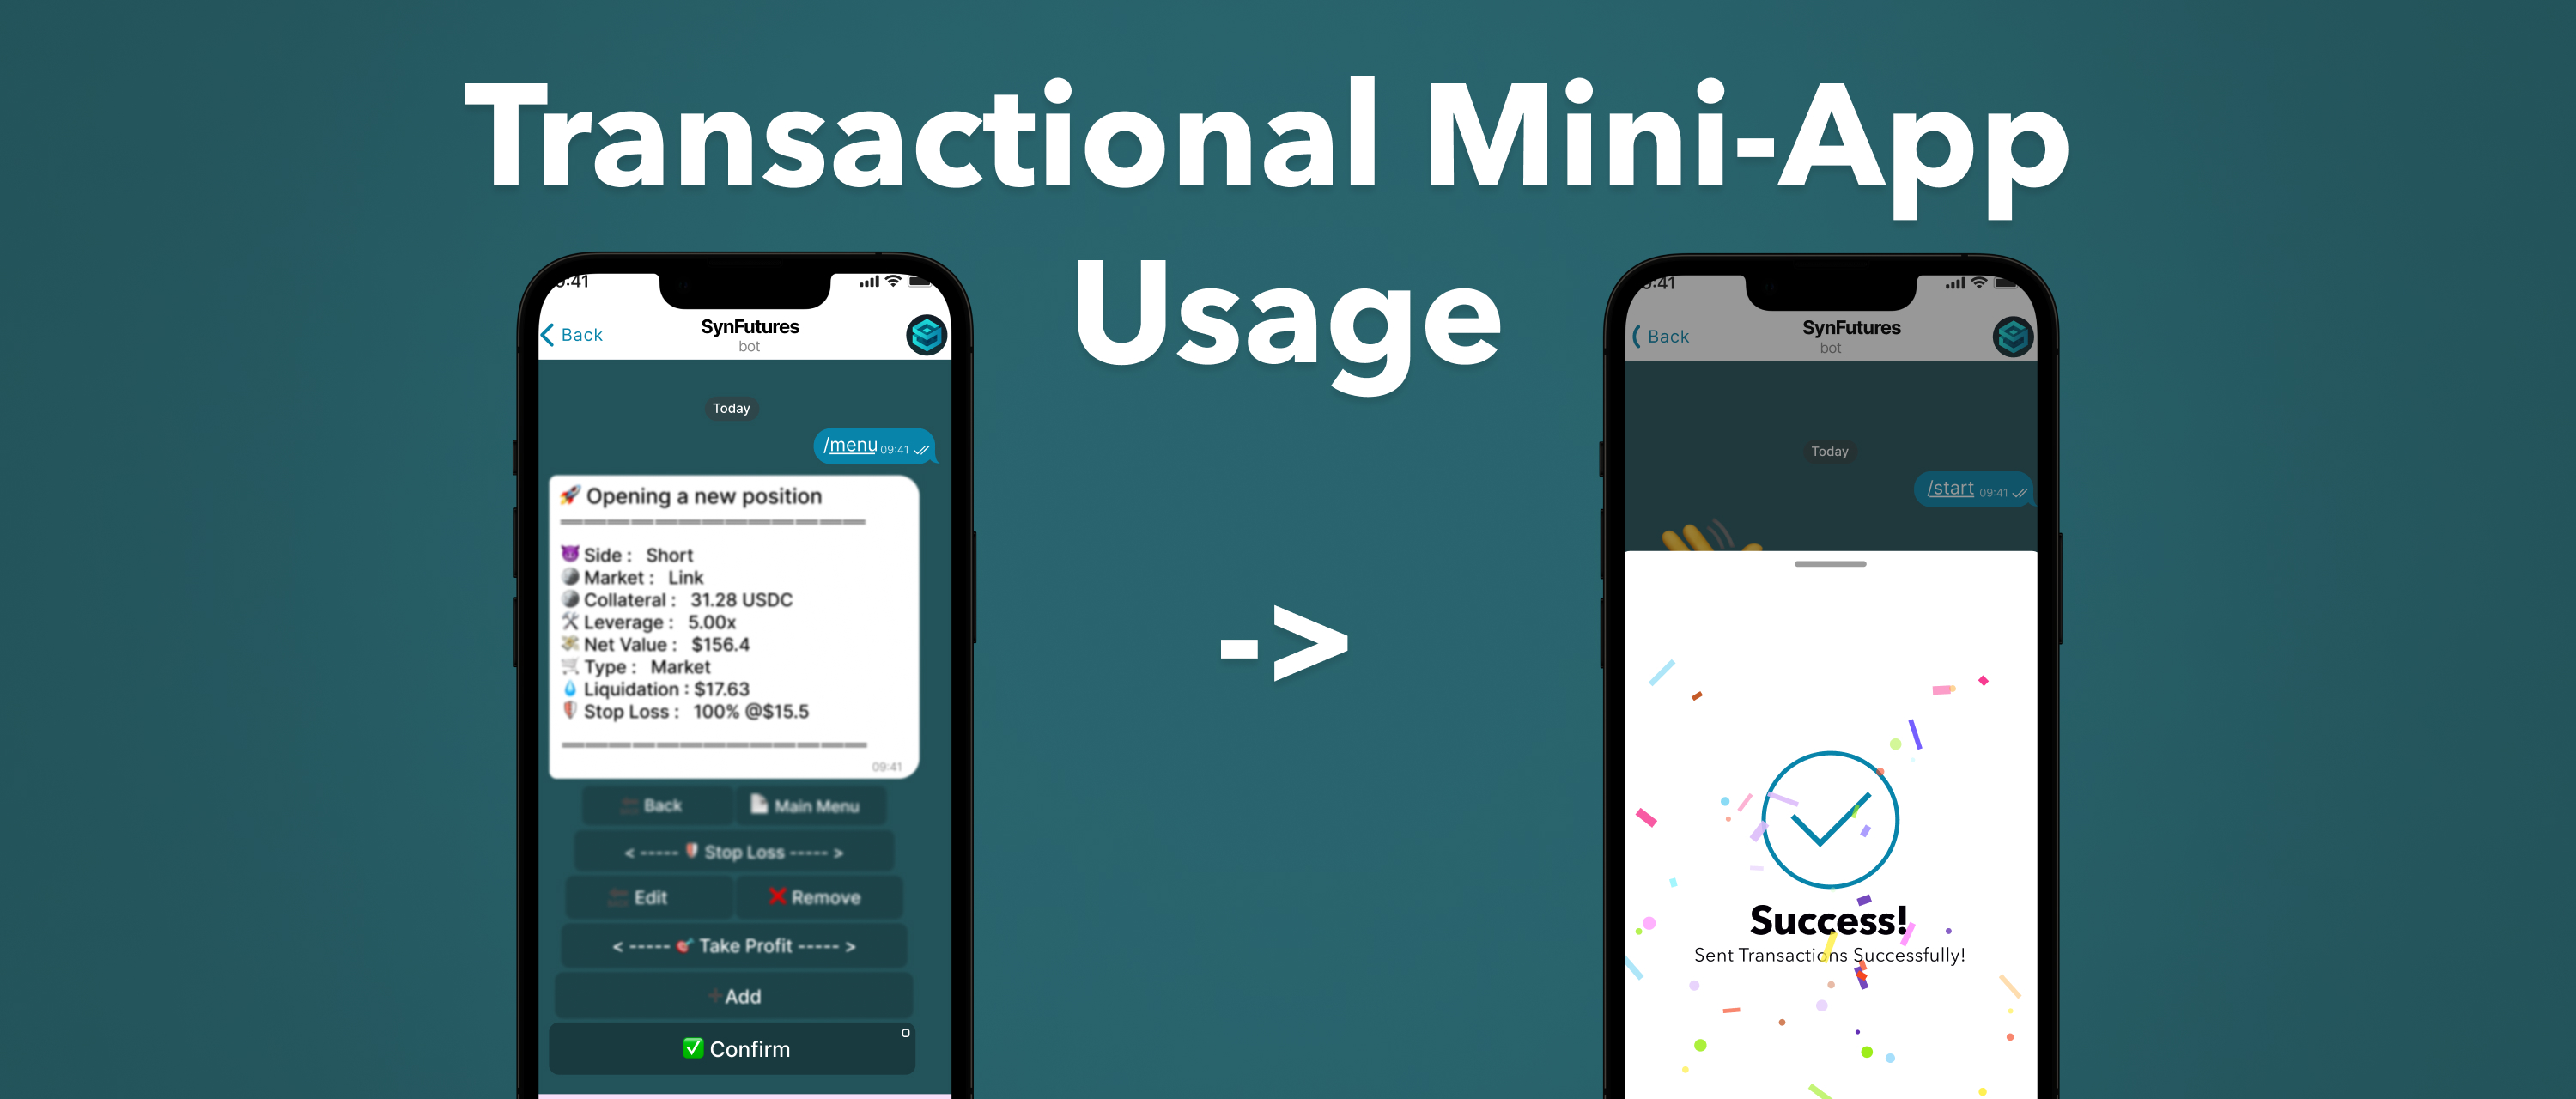 Transactional Mini-App
Usage
9:41
Back
SynFutures
bot
Today
/menu 09:41
🚀 Opening a new position
———————————————
😈 Side : Short
Market : Link
Collateral : 31.28 USDC
🛠 Leverage : 5.00x
💸 Net Value : $156.4
🛒 Type : Market
💧 Liquidation : $17.63
Stop Loss : 100% @$15.5
———————————————
09:41
Back
Main Menu
< ----- Stop Loss ----- >
Edit
❌ Remove
< ----- 🎯 Take Profit ----- >
➕Add
✅ Confirm
->
9:41
Back
SynFutures
bot
Today
/start 09:41
Success!
Sent Transactions Successfully!